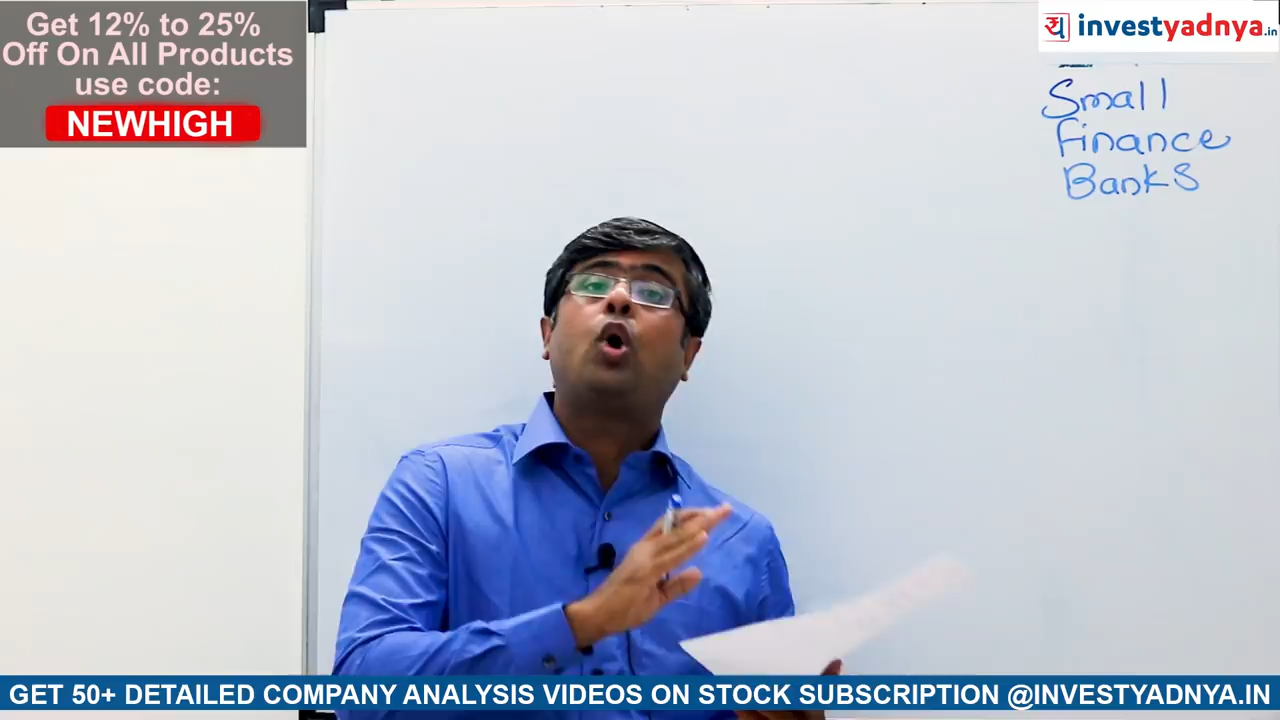 Get 12% to 25%
Off On All Products
use code:
NEWHIGH
investyadnya.in
Small
Finance
Banks
GET 50+ DETAILED COMPANY ANALYSIS VIDEOS ON STOCK SUBSCRIPTION @INVESTYADNYA.IN